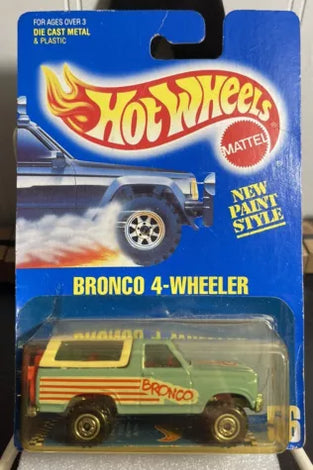 FOR AGES OVER 3
DIE CAST METAL
& PLASTIC
HOT WHEELS
MATTEL
NEW
PAINT
STYLE
BRONCO 4-WHEELER
BRONCO
56